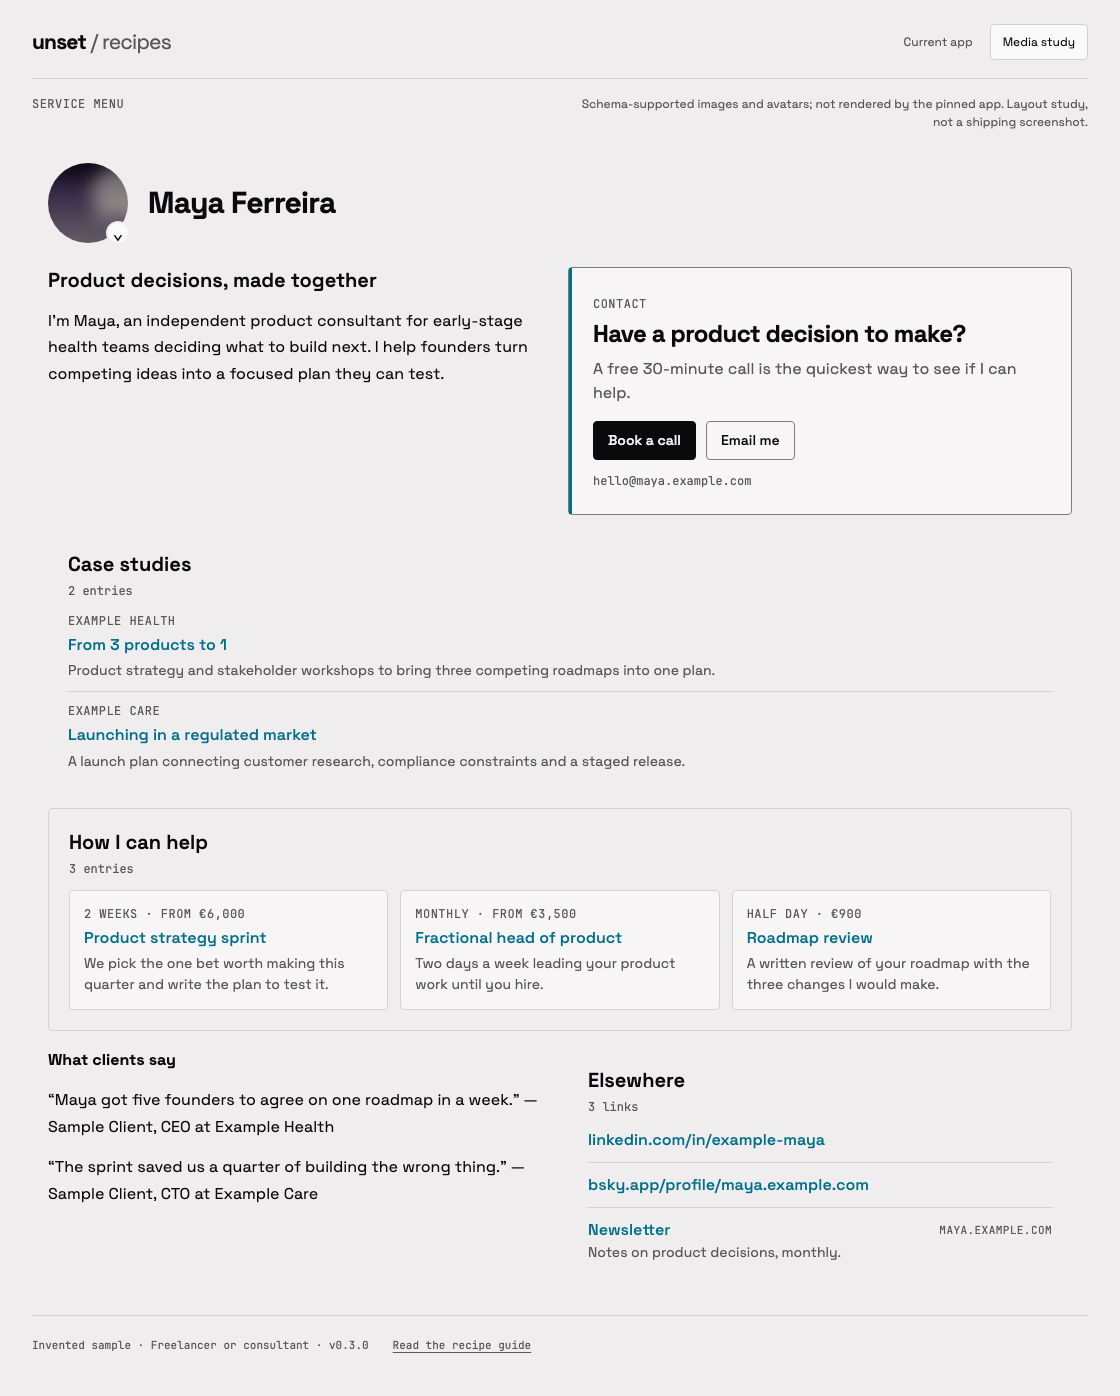 unset / recipes
Current app
Media study
SERVICE MENU
Schema-supported images and avatars; not rendered by the pinned app. Layout study,
not a shipping screenshot.
Maya Ferreira
Product decisions, made together
I'm Maya, an independent product consultant for early-stage
health teams deciding what to build next. I help founders turn
competing ideas into a focused plan they can test.
CONTACT
Have a product decision to make?
A free 30-minute call is the quickest way to see if I can
help.
Book a call
Email me
hello@maya.example.com
Case studies
2 entries
EXAMPLE HEALTH
From 3 products to 1
Product strategy and stakeholder workshops to bring three competing roadmaps into one plan.
EXAMPLE CARE
Launching in a regulated market
A launch plan connecting customer research, compliance constraints and a staged release.
How I can help
3 entries
2 WEEKS · FROM €6,000
Product strategy sprint
We pick the one bet worth making this
quarter and write the plan to test it.
MONTHLY · FROM €3,500
Fractional head of product
Two days a week leading your product
work until you hire.
HALF DAY · €900
Roadmap review
A written review of your roadmap with the
three changes I would make.
What clients say
“Maya got five founders to agree on one roadmap in a week.” —
Sample Client, CEO at Example Health
“The sprint saved us a quarter of building the wrong thing.” —
Sample Client, CTO at Example Care
Elsewhere
3 links
linkedin.com/in/example-maya
bsky.app/profile/maya.example.com
Newsletter
MAYA.EXAMPLE.COM
Notes on product decisions, monthly.
Invented sample · Freelancer or consultant · v0.3.0
Read the recipe guide